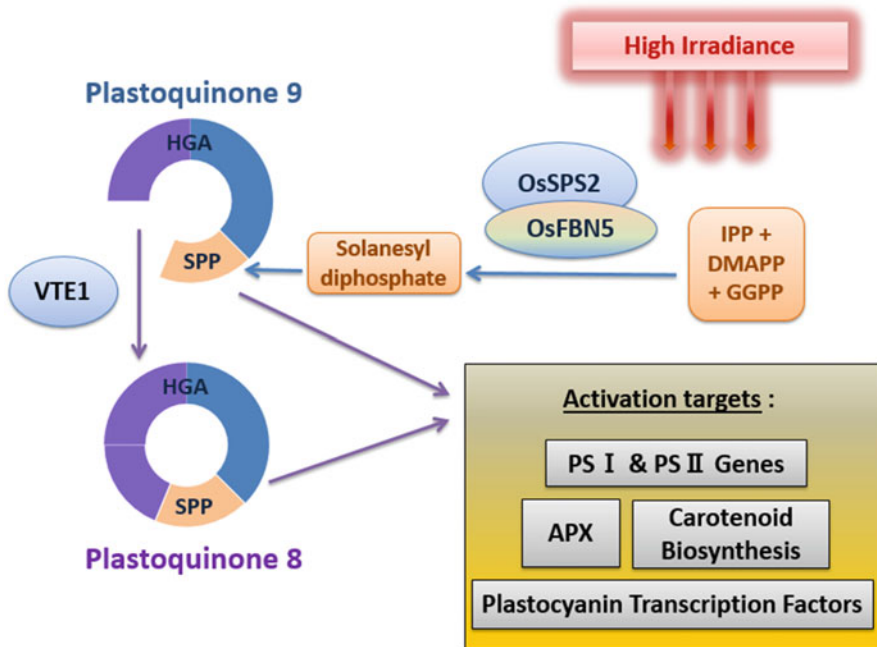 High Irradiance
Plastoquinone 9
HGA
SPP
OsSPS2
OsFBN5
Solanesyl
diphosphate
IPP +
DMAPP
+ GGPP
VTE1
HGA
SPP
Plastoquinone 8
Activation targets :
PS Ⅰ & PS Ⅱ Genes
APX
Carotenoid
Biosynthesis
Plastocyanin Transcription Factors